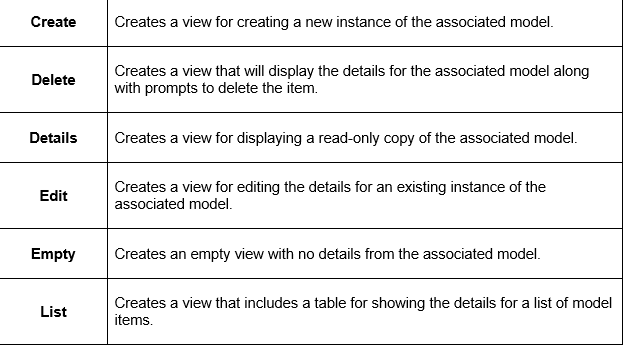 Create
Creates a view for creating a new instance of the associated model.
Delete
Creates a view that will display the details for the associated model along
with prompts to delete the item.
Details
Creates a view for displaying a read-only copy of the associated model.
Edit
Creates a view for editing the details for an existing instance of the
associated model.
Empty
Creates an empty view with no details from the associated model.
List
Creates a view that includes a table for showing the details for a list of model
items.